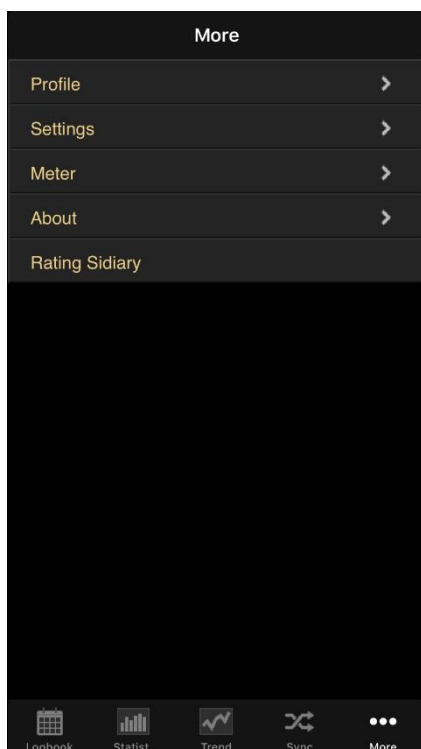 More
Profile
Settings
Meter
About
Rating Sidiary
Logbook Statist... Trend Sync More